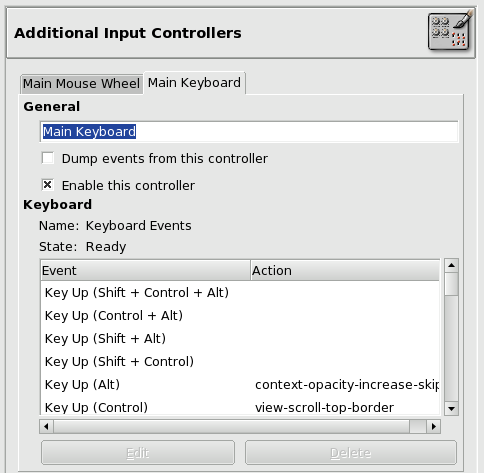 Additional Input Controllers
Main Mouse Wheel Main Keyboard
General
Main Keyboard
Dump events from this controller
Enable this controller
Keyboard
Name: Keyboard Events
State: Ready
Event Action
Key Up (Shift + Control + Alt)
Key Up (Control + Alt)
Key Up (Shift + Alt)
Key Up (Shift + Control)
Key Up (Alt) context-opacity-increase-skip
Key Up (Control) view-scroll-top-border
Edit Delete